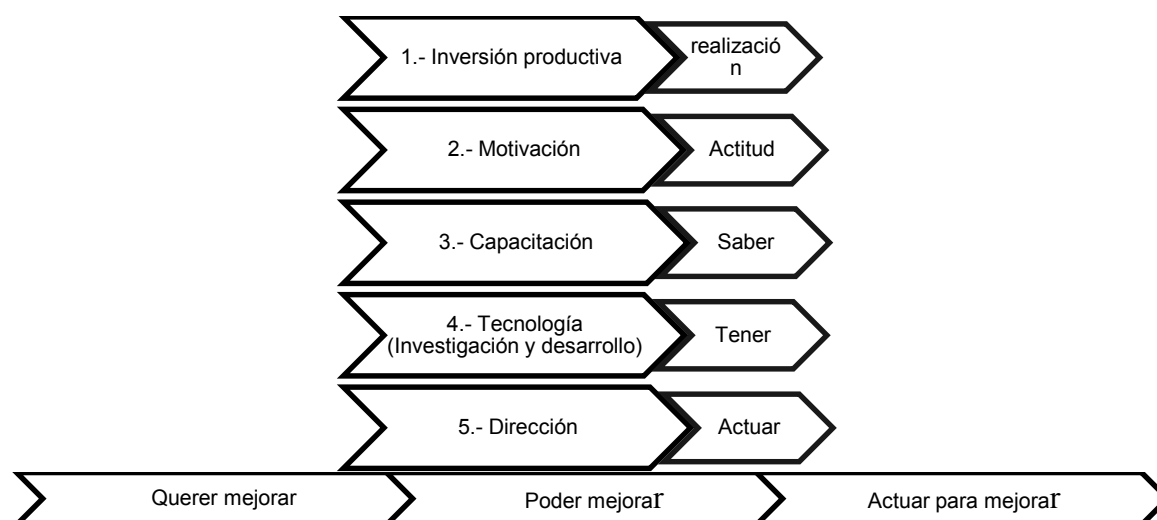 1.- Inversión productiva
realizació
n
2.- Motivación
Actitud
3.- Capacitación
Saber
4.- Tecnología
(Investigación y desarrollo)
Tener
5.- Dirección
Actuar
Querer mejorar
Poder mejorar
Actuar para mejorar